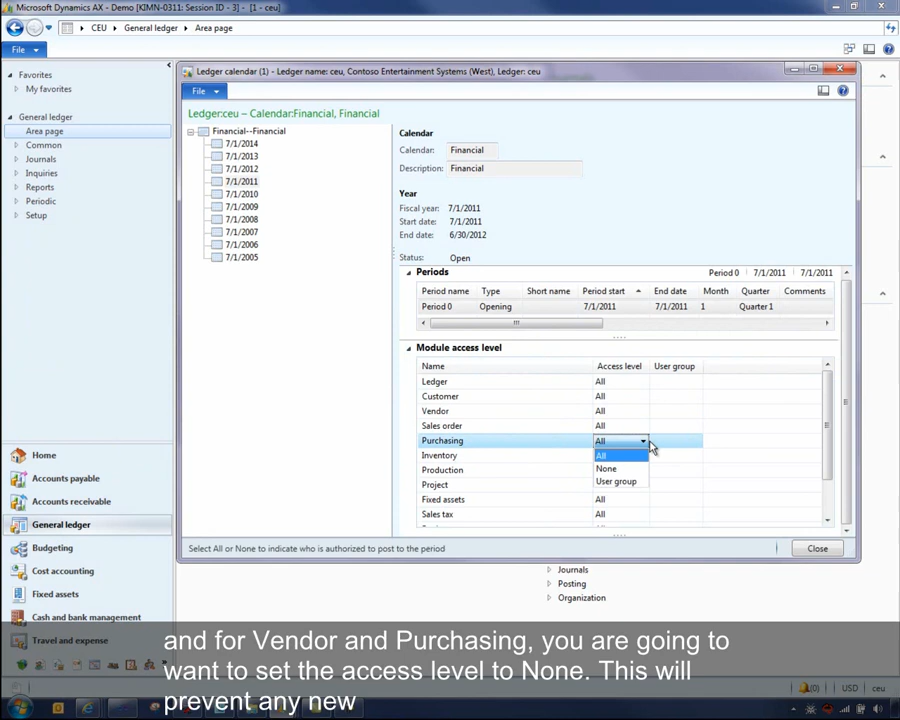 Microsoft Dynamics AX - Demo [KIMN-0311: Session ID - 3] - [1 - ceu]
CEU
General ledger
Area page
File
Favorites
My favorites
General ledger
Area page
Common
Journals
Inquiries
Reports
Periodic
Setup
Home
Accounts payable
Accounts receivable
General ledger
Budgeting
Cost accounting
Fixed assets
Cash and bank management
Travel and expense
Ledger calendar (1) - Ledger name: ceu, Contoso Entertainment Systems (West), Ledger: ceu
File
Ledger:ceu – Calendar:Financial, Financial
Financial--Financial
7/1/2014
7/1/2013
7/1/2012
7/1/2011
7/1/2010
7/1/2009
7/1/2008
7/1/2007
7/1/2006
7/1/2005
Calendar
Calendar: Financial
Description: Financial
Year
Fiscal year: 7/1/2011
Start date: 7/1/2011
End date: 6/30/2012
Status: Open
Periods Period 0 7/1/2011 7/1/2011
Period name Type Short name Period start End date Month Quarter Comments
Period 0 Opening 7/1/2011 7/1/2011 1 Quarter 1
Module access level
Name Access level User group
Ledger All
Customer All
Vendor All
Sales order All
Purchasing All
Inventory All
Production None
Project User group
Fixed assets All
Sales tax All
Select All or None to indicate who is authorized to post to the period
Close
Journals
Posting
Organization
and for Vendor and Purchasing, you are going to
want to set the access level to None. This will
prevent any new
(0) USD ceu